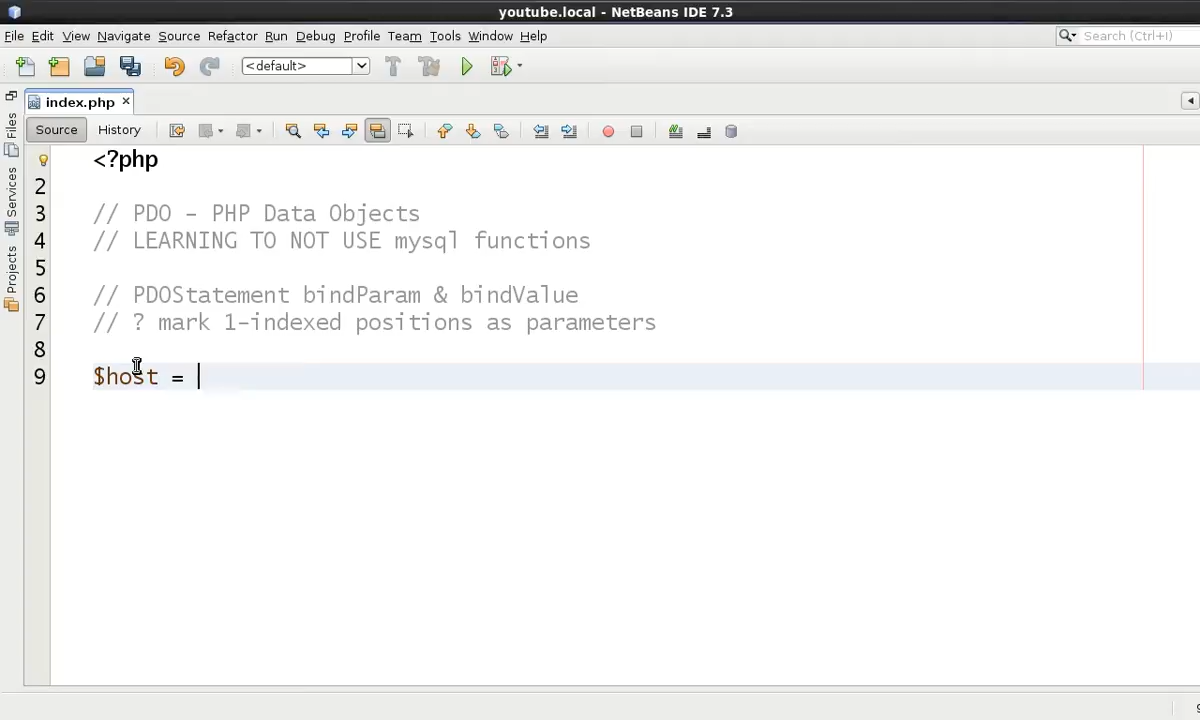 youtube.local - NetBeans IDE 7.3
File Edit View Navigate Source Refactor Run Debug Profile Team Tools Window Help
Search (Ctrl+I)
<default>
index.php
Source History
Files
Services
Projects
<?php
2
3 // PDO - PHP Data Objects
4 // LEARNING TO NOT USE mysql functions
5
6 // PDOStatement bindParam & bindValue
7 // ? mark 1-indexed positions as parameters
8
9 $host =